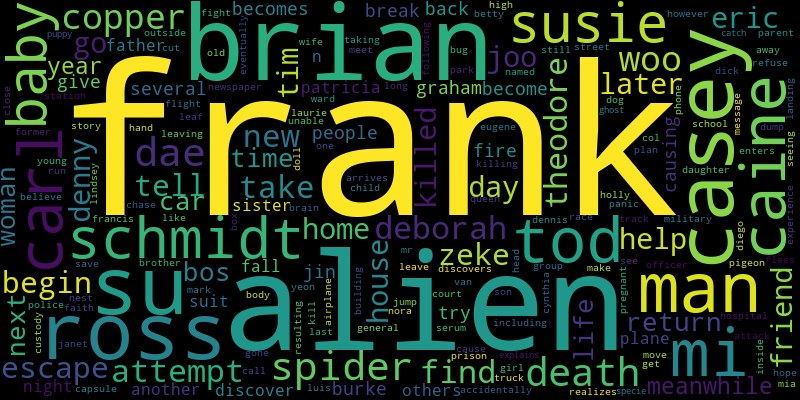 frank
brian
alien
su
susie
casey
caine
copper
baby
eric
tim
becomes
break
back
high
betty
however
parent
fight
puppy
outside
cut
go
father
old
wife
taking
meet
bug
still
street
catch
away
refuse
year
give
several
flight
newspaper
n
patricia
long
graham
joo
park
named
become
woo
dick
later
phone
landing
seeing
tell
dae
new
time
people
laurie
unable
ward
one
killed
fire
killing
eugene
dog
ghost
theodore
message
school
dump
plan
col
causing
daughter
enters
story
hand
leaf
leaving
close
station
former
young
run
believe
carl
denny
lindsey
chase
doll
arrives
child
brain
take
day
queen
holly
panic
woman
francis
like
car
sister
box
home
deborah
dennis
race
track
military
diego
experience
schmidt
tod
help
man
officer
pigeon
flees
see
save
brother
fall
jin
house
mr
leave
discovers
zeke
head
group
make
van
son
cynthia
begin
bos
suit
mark
body
yeon
airplane
building
jump
nora
court
try
including
pregnant
life
return
hospital
friend
police
nest
faith
custody
next
ross
resulting
kill
last
general
serum
plane
mi
attack
inside
janet
gone
cause
prison
explains
move
get
escape
attempt
call
spider
find
girl
truck
death
meanwhile
hope
mia
night
capsule
another
discover
luis
burke
others
accidentally
realizes
specie